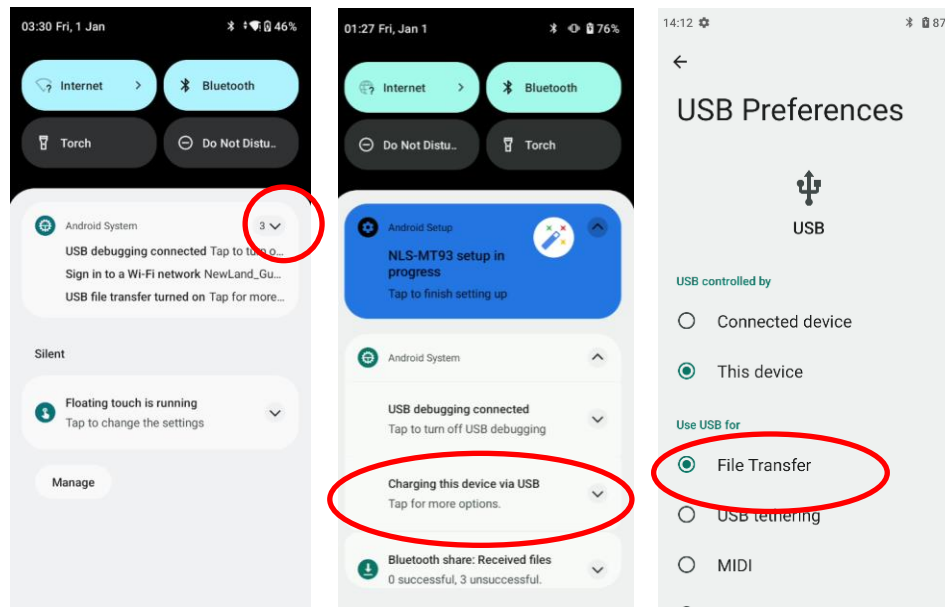 03:30 Fri, 1 Jan
46%
Internet
Bluetooth
Torch
Do Not Distu...
Android System
3
USB debugging connected Tap to turn o...
Sign in to a Wi-Fi network NewLand_Gu...
USB file transfer turned on Tap for more...
Silent
Floating touch is running
Tap to change the settings
Manage
01:27 Fri, Jan 1
76%
Internet
Bluetooth
Do Not Distu...
Torch
Android Setup
NLS-MT93 setup in
progress
Tap to finish setting up
Android System
USB debugging connected
Tap to turn off USB debugging
Charging this device via USB
Tap for more options.
Bluetooth share: Received files
0 successful, 3 unsuccessful.
14:12
87
USB Preferences
USB
USB controlled by
Connected device
This device
Use USB for
File Transfer
USB tethering
MIDI